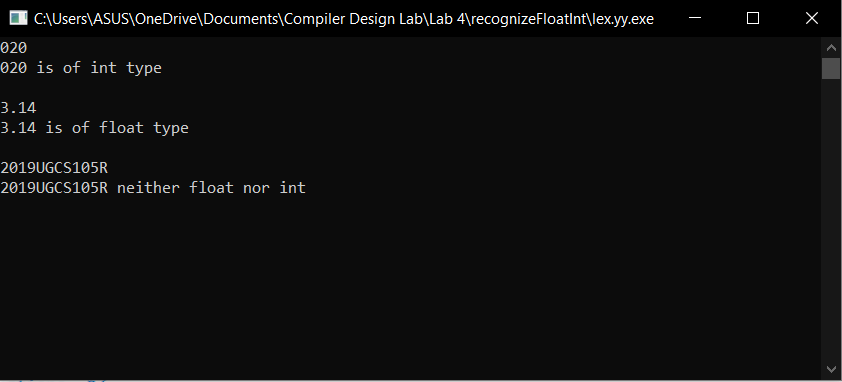 C:\Users\ASUS\OneDrive\Documents\Compiler Design Lab\Lab 4\recognizeFloatInt\lex.yy.exe
020
020 is of int type
3.14
3.14 is of float type
2019UGCS105R
2019UGCS105R neither float nor int